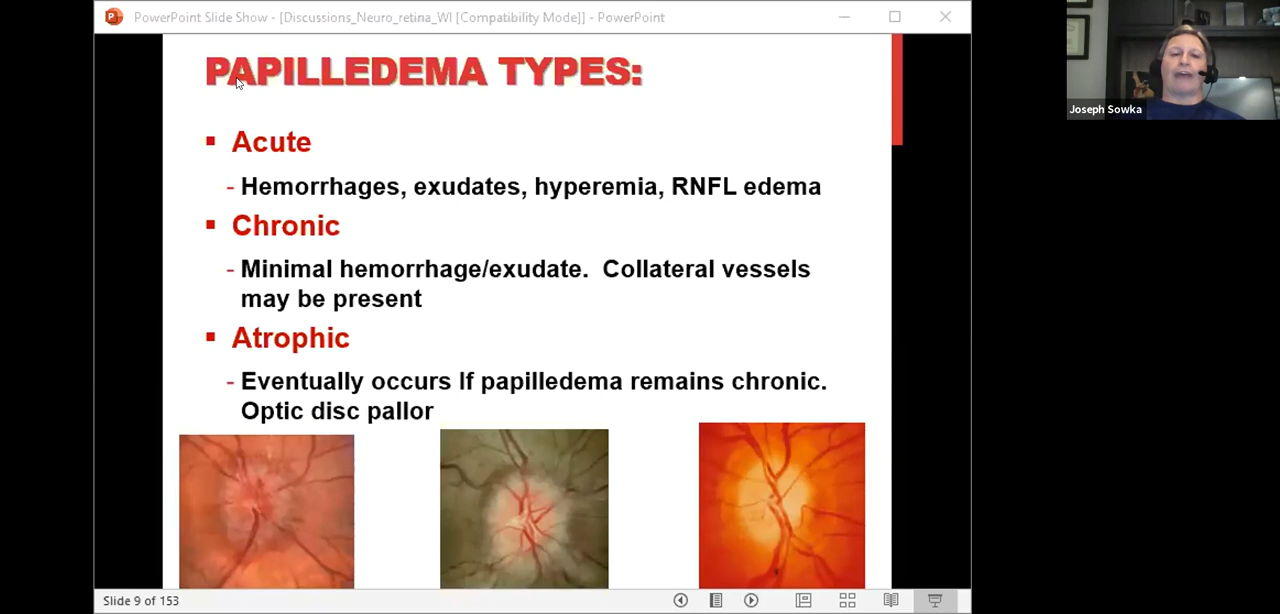 PowerPoint Slide Show - [Discussions_Neuro_retina_WI [Compatibility Mode]] - PowerPoint
PAPILLEDEMA TYPES:
Acute
- Hemorrhages, exudates, hyperemia, RNFL edema
Chronic
- Minimal hemorrhage/exudate. Collateral vessels
may be present
Atrophic
- Eventually occurs If papilledema remains chronic.
Optic disc pallor
Slide 9 of 153
Joseph Sowka